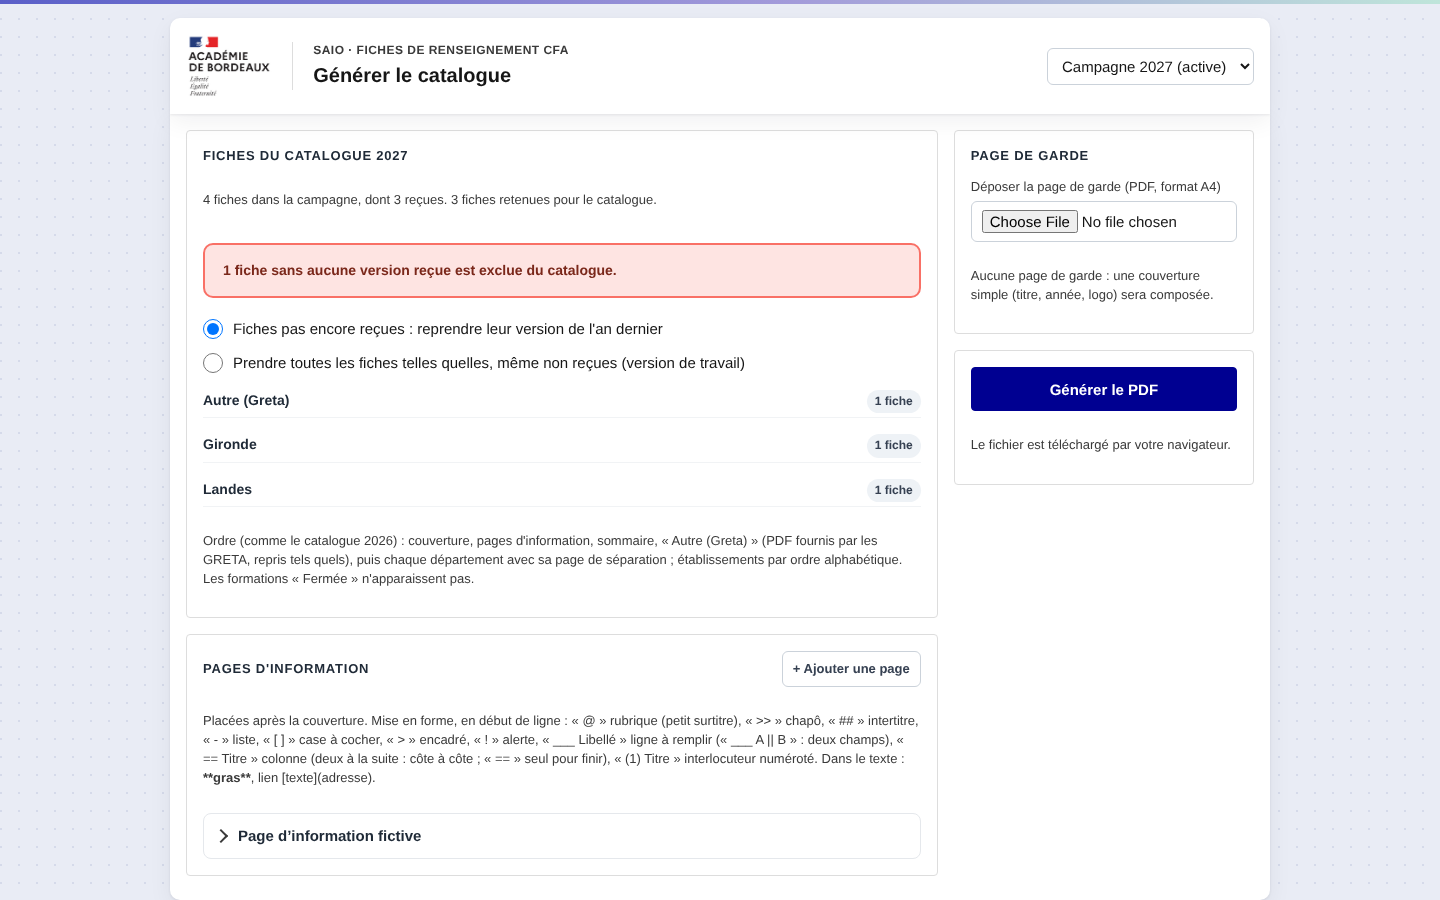 ACADÉMIE
DE BORDEAUX
Liberté
Égalité
Fraternité
SAIO · FICHES DE RENSEIGNEMENT CFA
Générer le catalogue
Campagne 2027 (active)
FICHES DU CATALOGUE 2027
4 fiches dans la campagne, dont 3 reçues. 3 fiches retenues pour le catalogue.
1 fiche sans aucune version reçue est exclue du catalogue.
Fiches pas encore reçues : reprendre leur version de l'an dernier
Prendre toutes les fiches telles quelles, même non reçues (version de travail)
Autre (Greta)
1 fiche
Gironde
1 fiche
Landes
1 fiche
Ordre (comme le catalogue 2026) : couverture, pages d'information, sommaire, « Autre (Greta) » (PDF fournis par les
GRETA, repris tels quels), puis chaque département avec sa page de séparation ; établissements par ordre alphabétique.
Les formations « Fermée » n'apparaissent pas.
PAGES D'INFORMATION
+ Ajouter une page
Placées après la couverture. Mise en forme, en début de ligne : « @ » rubrique (petit surtitre), « >> » chapô, « ## » intertitre,
« - » liste, « [ ] » case à cocher, « > » encadré, « ! » alerte, « ___ Libellé » ligne à remplir (« ___ A || B » : deux champs), «
== Titre » colonne (deux à la suite : côte à côte ; « == » seul pour finir), « (1) Titre » interlocuteur numéroté. Dans le texte :
**gras**, lien [texte](adresse).
Page d’information fictive
PAGE DE GARDE
Déposer la page de garde (PDF, format A4)
Choose File No file chosen
Aucune page de garde : une couverture
simple (titre, année, logo) sera composée.
Générer le PDF
Le fichier est téléchargé par votre navigateur.